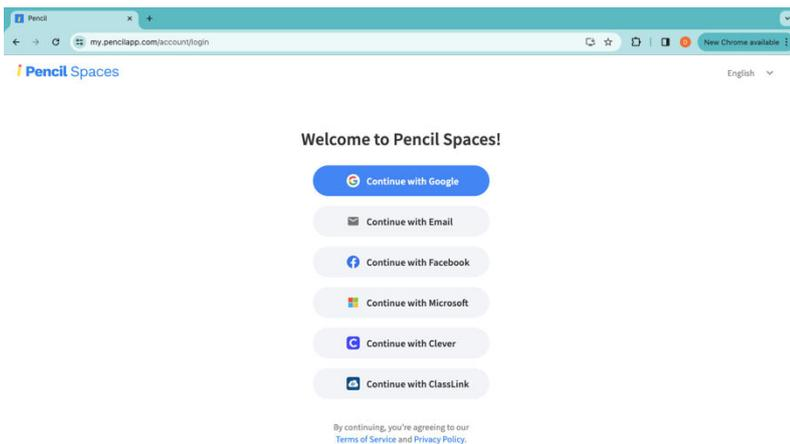 Pencil
my.pencilapp.com/account/login
New Chrome available
Pencil Spaces
English
Welcome to Pencil Spaces!
Continue with Google
Continue with Email
Continue with Facebook
Continue with Microsoft
Continue with Clever
Continue with ClassLink
By continuing, you're agreeing to our
Terms of Service and Privacy Policy.